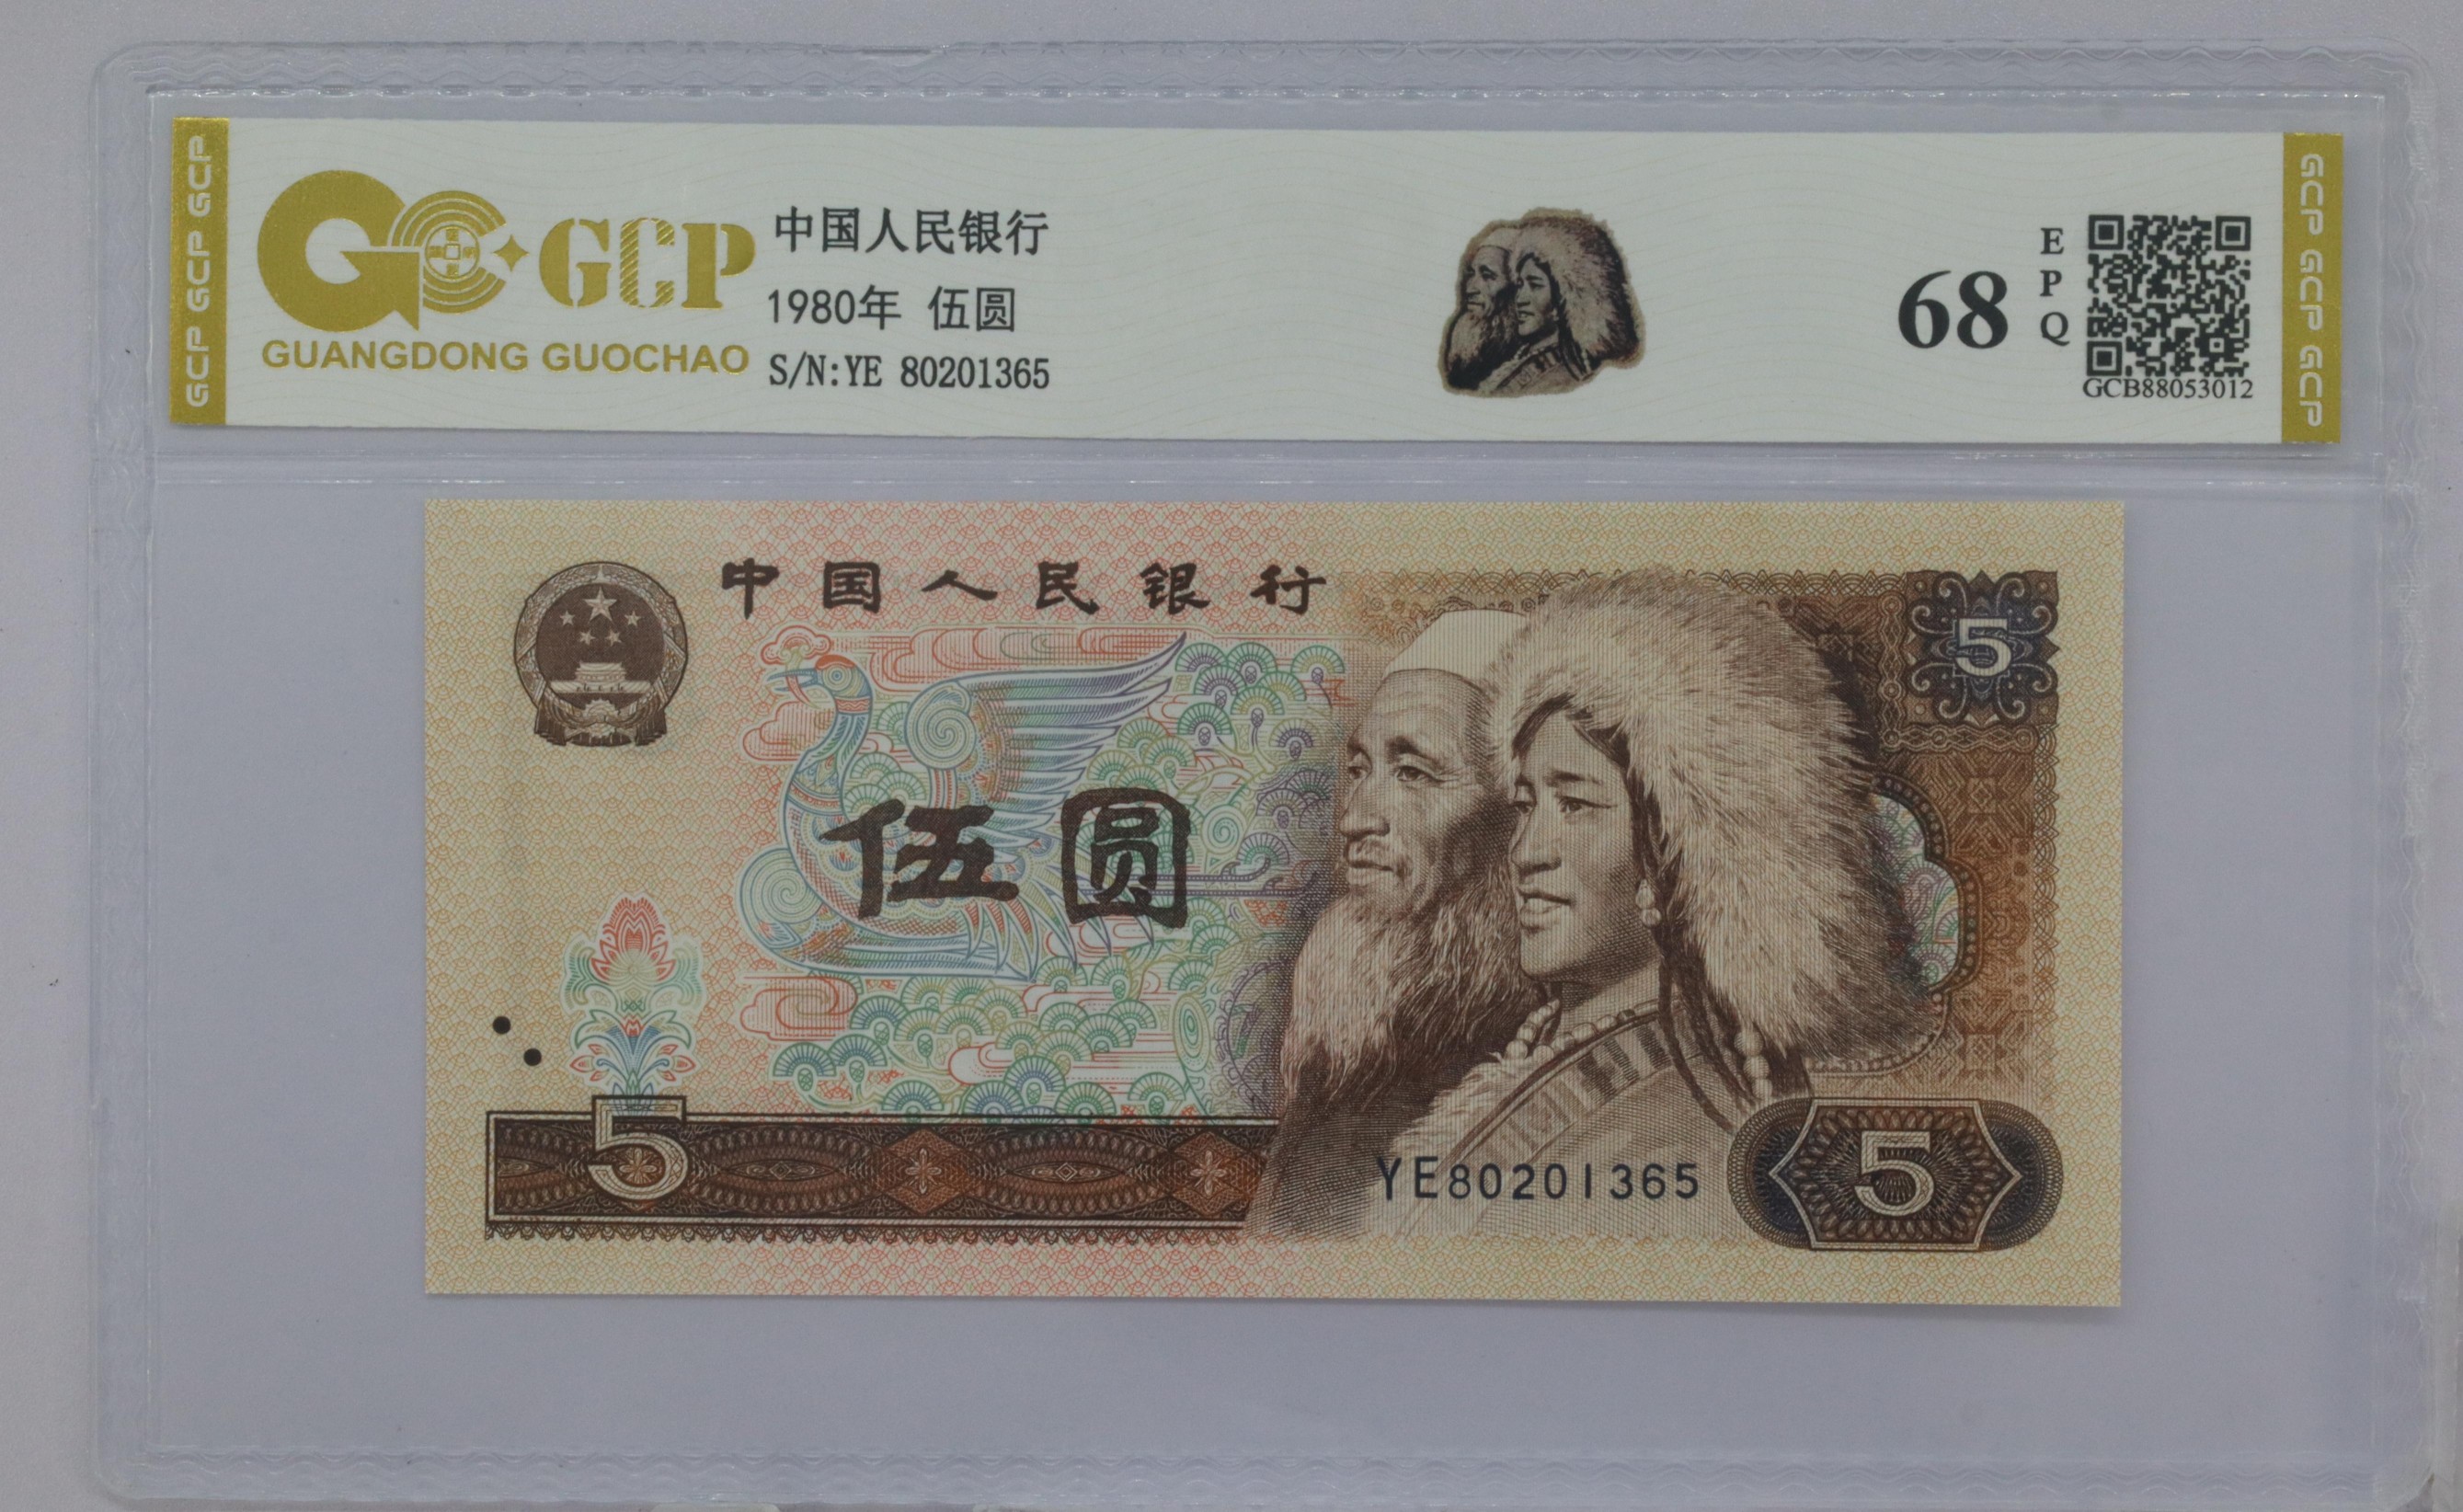 GCP GCP GCP
GCP
GUANGDONG GUOCHAO
中国人民银行
1980年 伍圆
S/N:YE 80201365
68
EPQ
GCB88053012
GCP GCP GCP
中国人民银行
5
伍圆
5
YE80201365
5